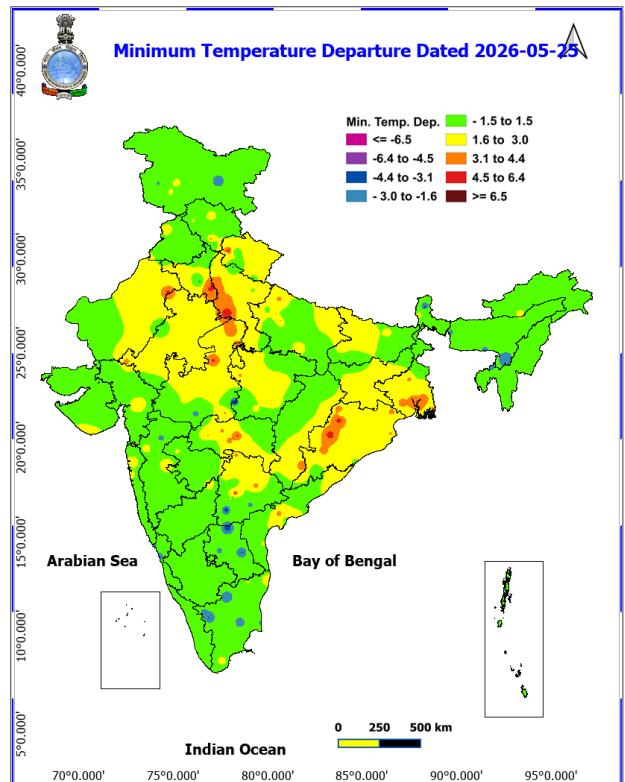 Minimum Temperature Departure Dated 2026-05-25
Min. Temp. Dep.
<= -6.5
-6.4 to -4.5
-4.4 to -3.1
- 3.0 to -1.6
- 1.5 to 1.5
1.6 to 3.0
3.1 to 4.4
4.5 to 6.4
>= 6.5
40°0.000'
35°0.000'
30°0.000'
25°0.000'
20°0.000'
15°0.000'
10°0.000'
5°0.000'
Arabian Sea
Bay of Bengal
Indian Ocean
0 250 500 km
70°0.000' 75°0.000' 80°0.000' 85°0.000' 90°0.000' 95°0.000'